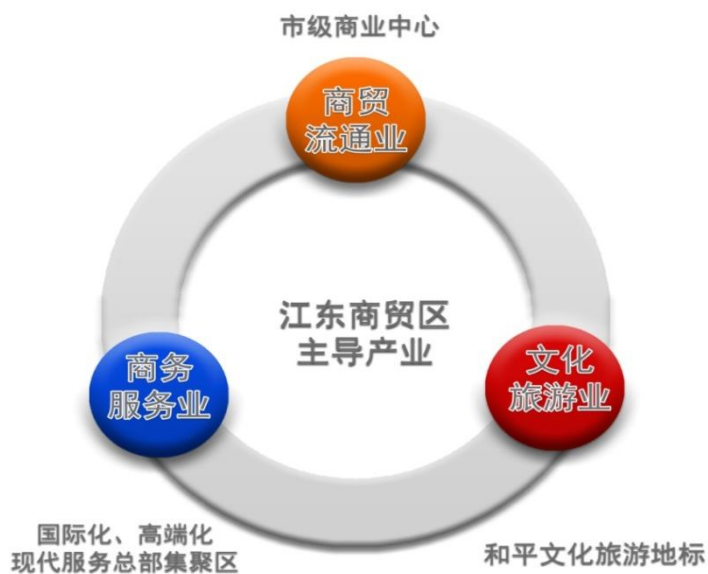 市级商业中心
商贸
流通业
江东商贸区
主导产业
商务
服务业
文化
旅游业
国际化、高端化
现代服务总部集聚区
和平文化旅游地标